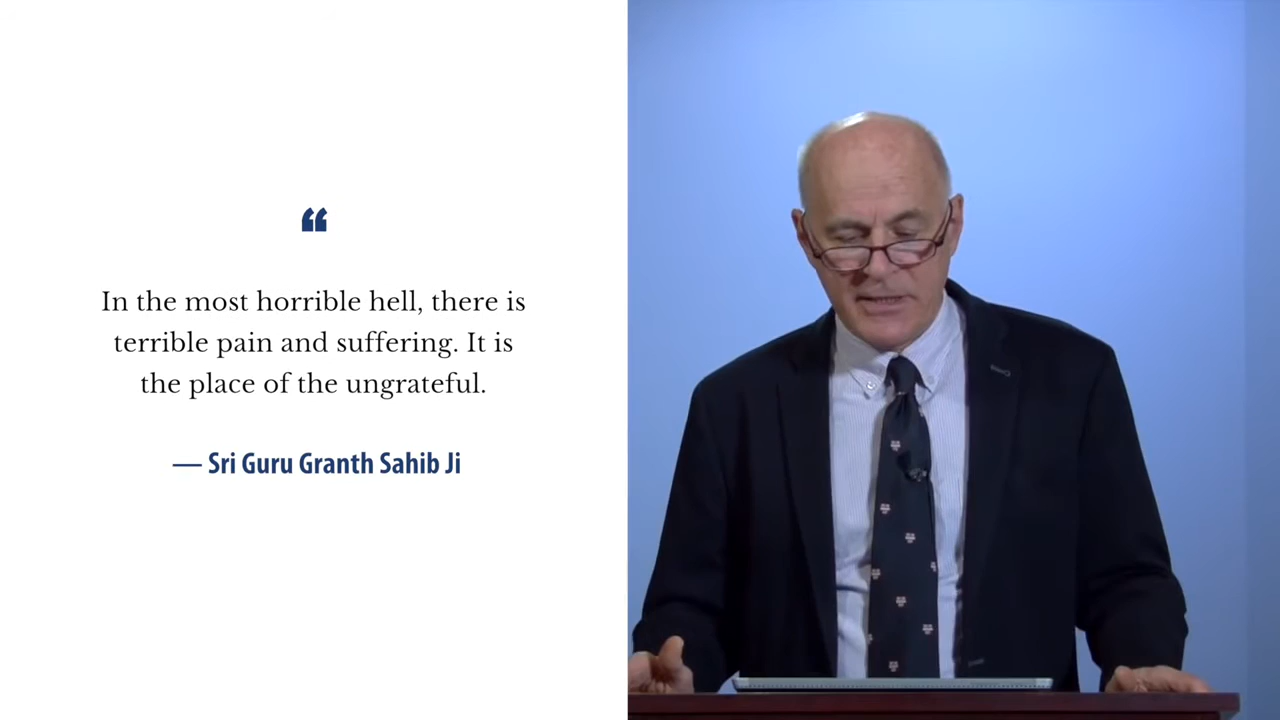 “
In the most horrible hell, there is
terrible pain and suffering. It is
the place of the ungrateful.
— Sri Guru Granth Sahib Ji